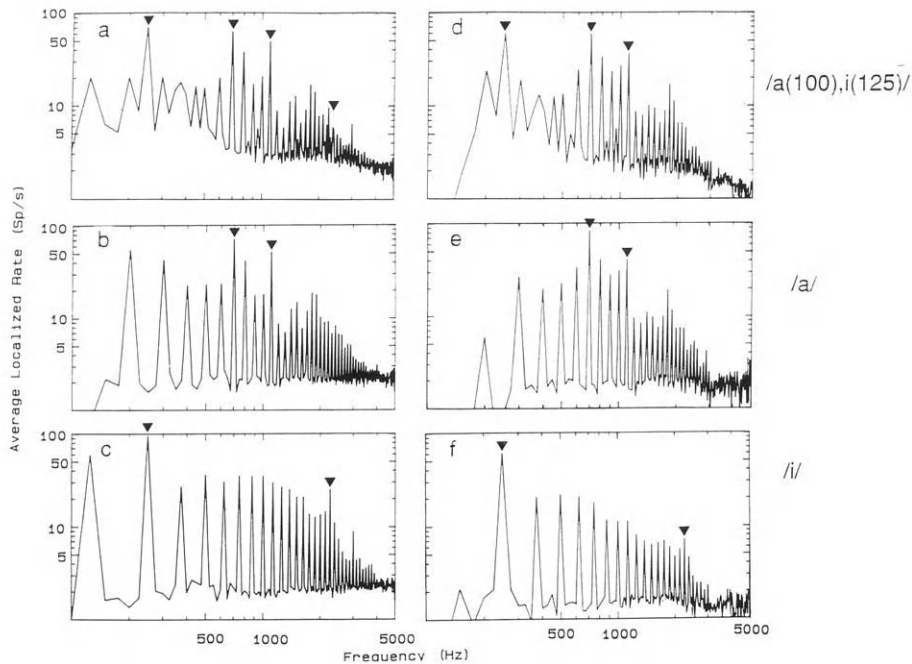 a
100
50
10
5
d
/a(100),i(125)/
b
100
50
10
5
e
/a/
c
100
50
10
5
f
/i/
500 1000 5000
500 1000 5000
Average Localized Rate (Sp/s)
Frequency (Hz)